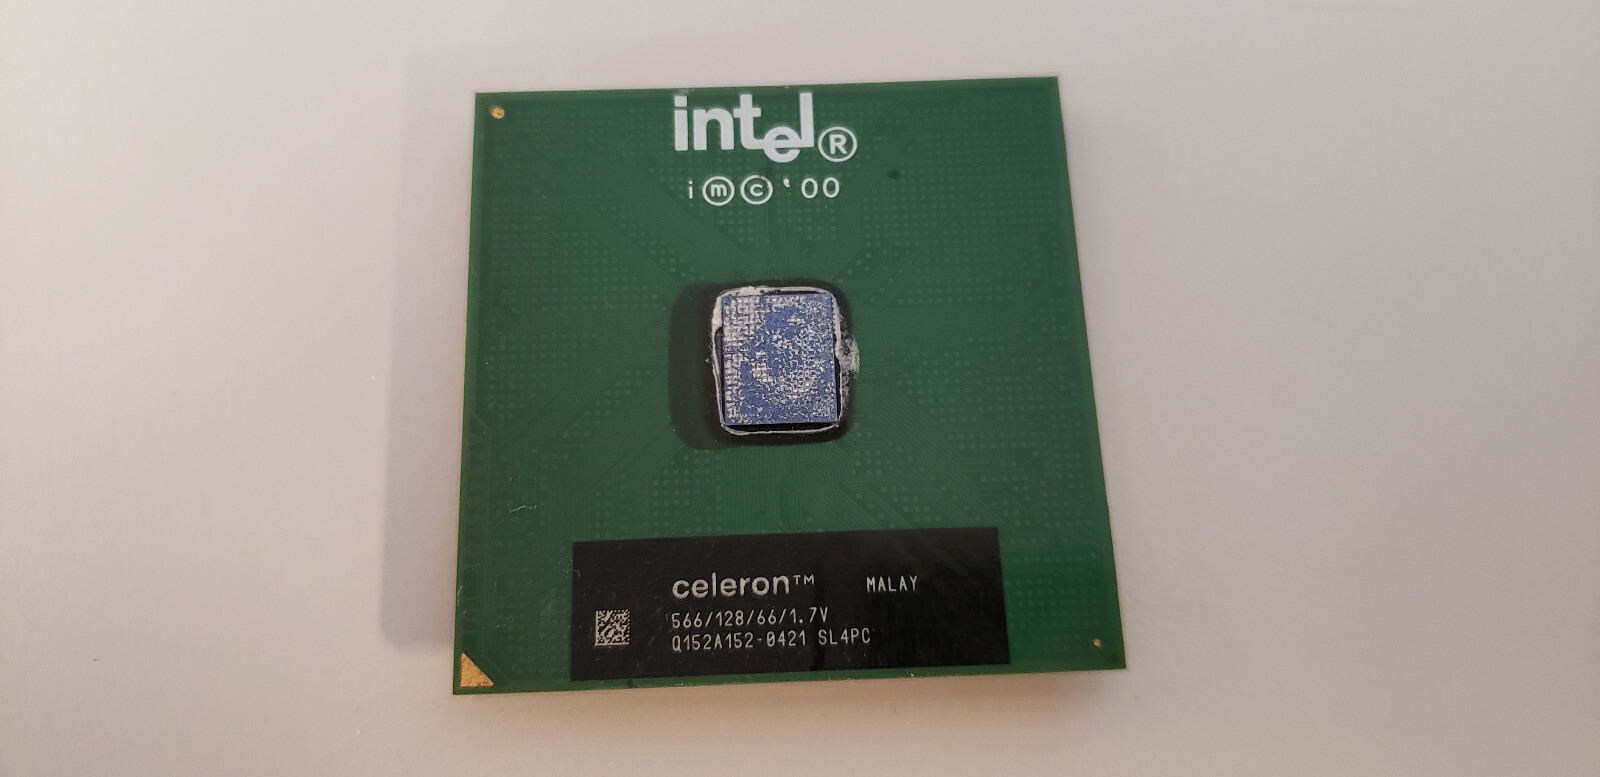 intel®
i ⓜ ⓒ '00
celeron™ MALAY
566/128/66/1.7V
Q152A152-0421 SL4PC